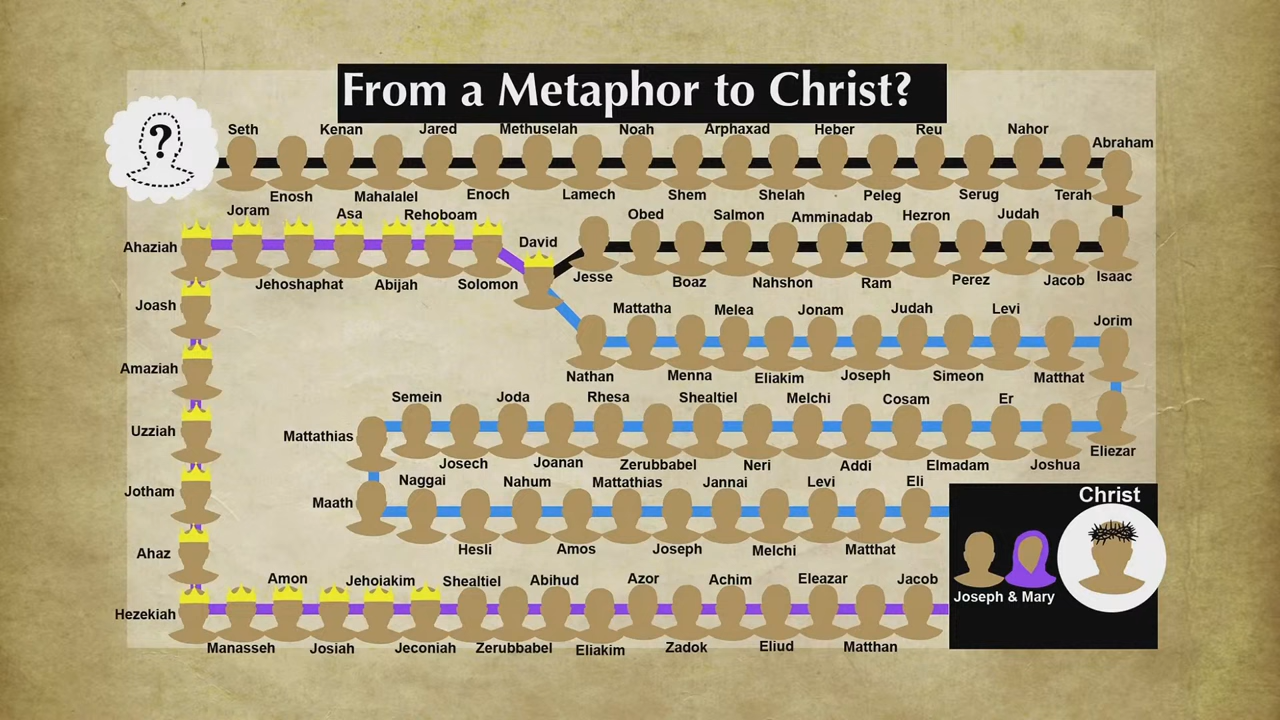 From a Metaphor to Christ?
?
Seth Kenan Jared Methuselah Noah Arphaxad Heber Reu Nahor Abraham
Enosh Mahalalel Enoch Lamech Shem Shelah Peleg Serug Terah
Joram Asa Rehoboam David Obed Salmon Amminadab Hezron Judah
Ahaziah Jehoshaphat Abijah Solomon Jesse Boaz Nahshon Ram Perez Jacob Isaac
Joash
Mattatha Melea Jonam Judah Levi Jorim
Amaziah
Nathan Menna Eliakim Joseph Simeon Matthat
Semein Joda Rhesa Shealtiel Melchi Cosam Er
Uzziah
Mattathias Josech Joanan Zerubbabel Neri Addi Elmadam Joshua Eliezar
Naggai Nahum Mattathias Jannai Levi Eli
Jotham
Maath
Hesli Amos Joseph Melchi Matthat
Ahaz
Christ
Joseph & Mary
Amon Jehoiakim Shealtiel Abihud Azor Achim Eleazar Jacob
Hezekiah
Manasseh Josiah Jeconiah Zerubbabel Eliakim Zadok Eliud Matthan